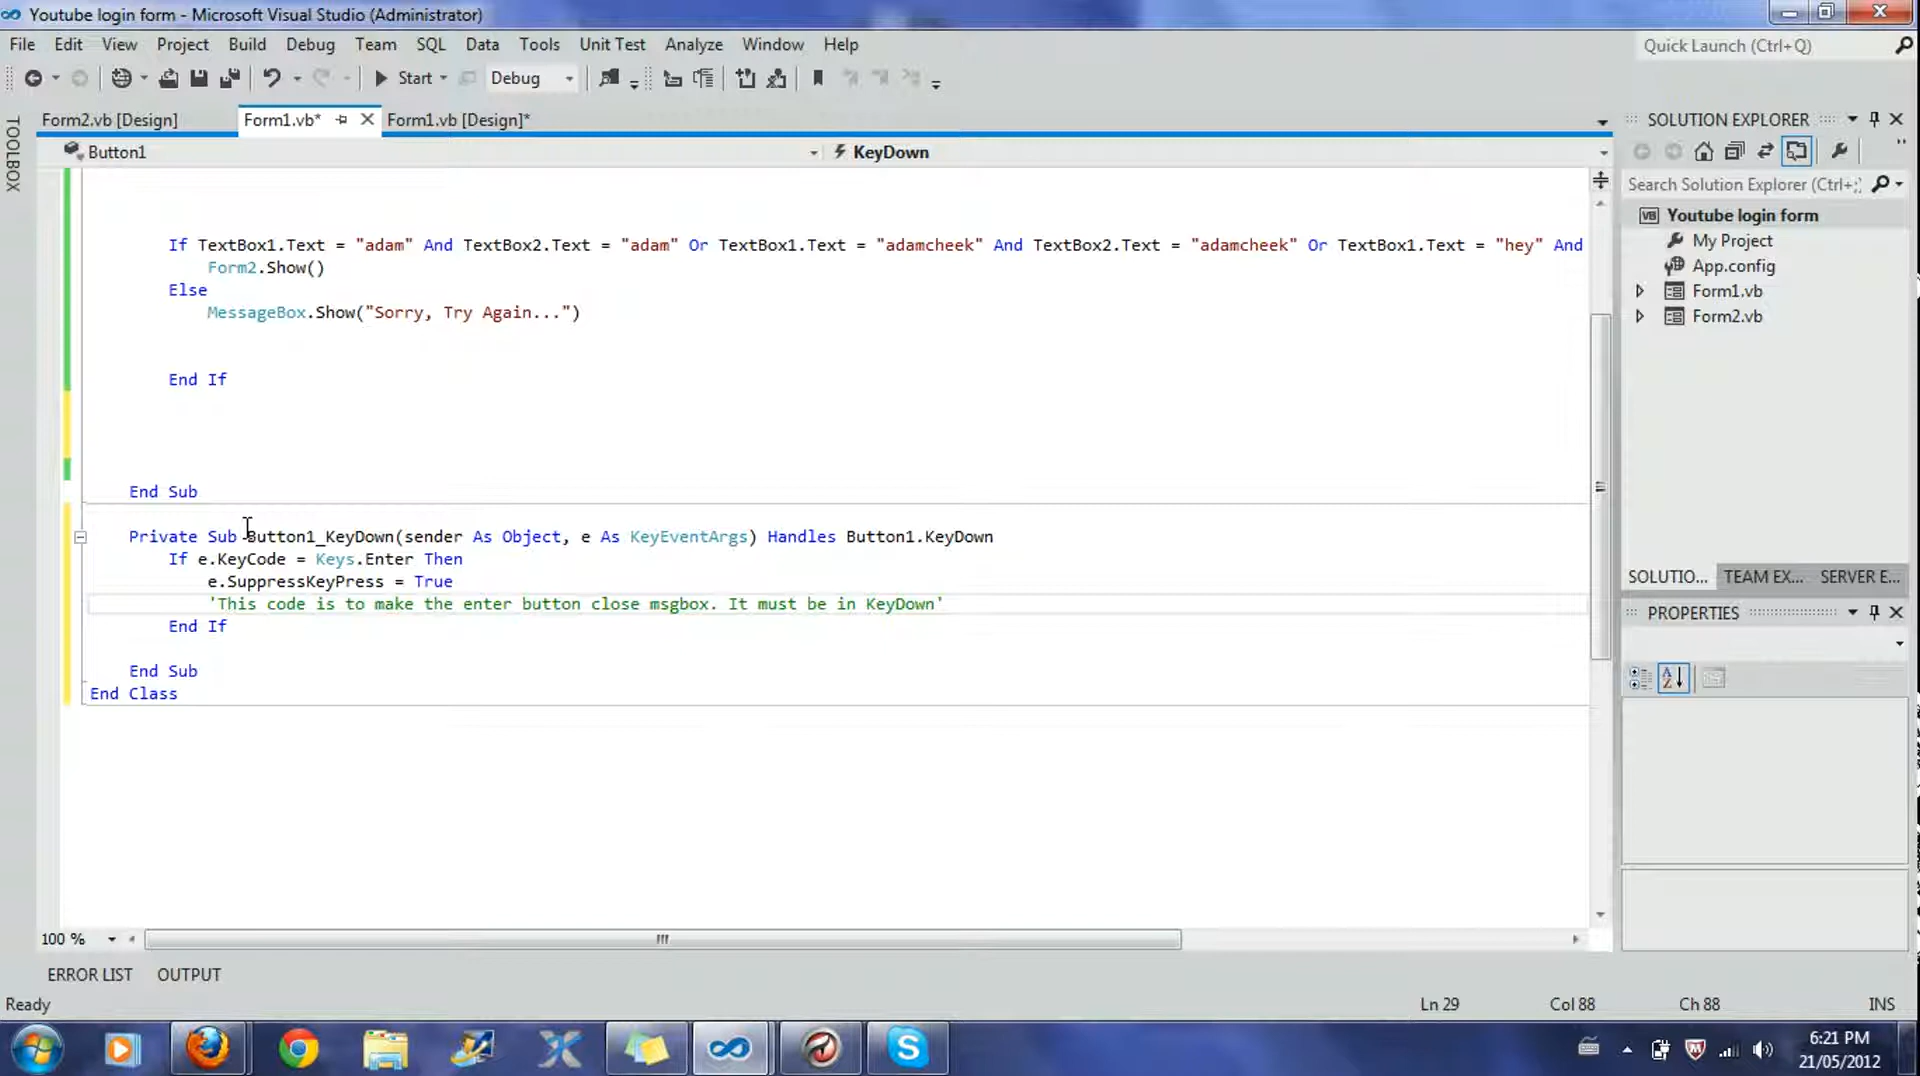 Youtube login form - Microsoft Visual Studio (Administrator)
File Edit View Project Build Debug Team SQL Data Tools Unit Test Analyze Window Help
Quick Launch (Ctrl+Q)
Start Debug
TOOLBOX
Form2.vb [Design] Form1.vb* Form1.vb [Design]*
Button1 KeyDown
If TextBox1.Text = "adam" And TextBox2.Text = "adam" Or TextBox1.Text = "adamcheek" And TextBox2.Text = "adamcheek" Or TextBox1.Text = "hey" And
Form2.Show()
Else
MessageBox.Show("Sorry, Try Again...")
End If
End Sub
Private Sub Button1_KeyDown(sender As Object, e As KeyEventArgs) Handles Button1.KeyDown
If e.KeyCode = Keys.Enter Then
e.SuppressKeyPress = True
'This code is to make the enter button close msgbox. It must be in KeyDown'
End If
End Sub
End Class
100 %
SOLUTION EXPLORER
Search Solution Explorer (Ctrl+;)
VB Youtube login form
My Project
App.config
Form1.vb
Form2.vb
SOLUTIO... TEAM EX... SERVER E...
PROPERTIES
ERROR LIST OUTPUT
Ready Ln 29 Col 88 Ch 88 INS
6:21 PM
21/05/2012